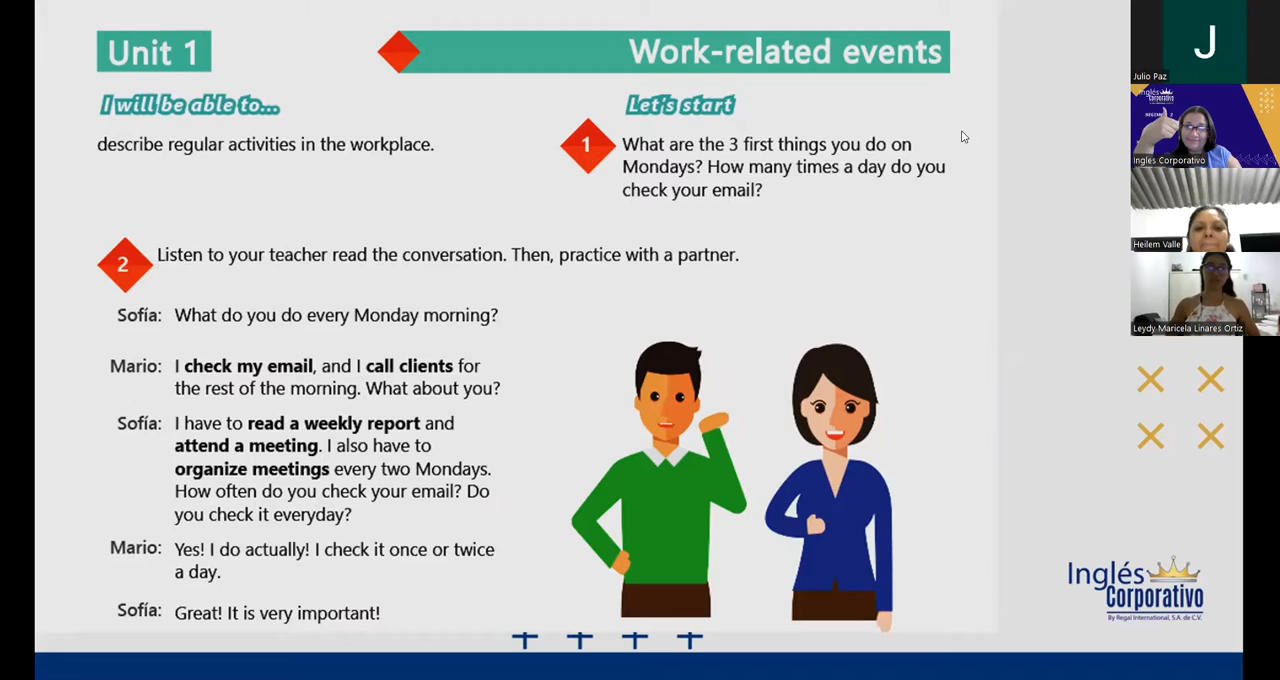 Unit 1
Work-related events
I will be able to...
describe regular activities in the workplace.
Let's start
1
What are the 3 first things you do on
Mondays? How many times a day do you
check your email?
2
Listen to your teacher read the conversation. Then, practice with a partner.
Sofía: What do you do every Monday morning?
Mario: I check my email, and I call clients for
the rest of the morning. What about you?
Sofía: I have to read a weekly report and
attend a meeting. I also have to
organize meetings every two Mondays.
How often do you check your email? Do
you check it everyday?
Mario: Yes! I do actually! I check it once or twice
a day.
Sofía: Great! It is very important!
Inglés
Corporativo
By Regal International, S.A. de C.V.
J
Julio Paz
Inglés
Corporativo
Ingles Corporativo
Heilem Valle
Leydy Maricela Linares Ortiz